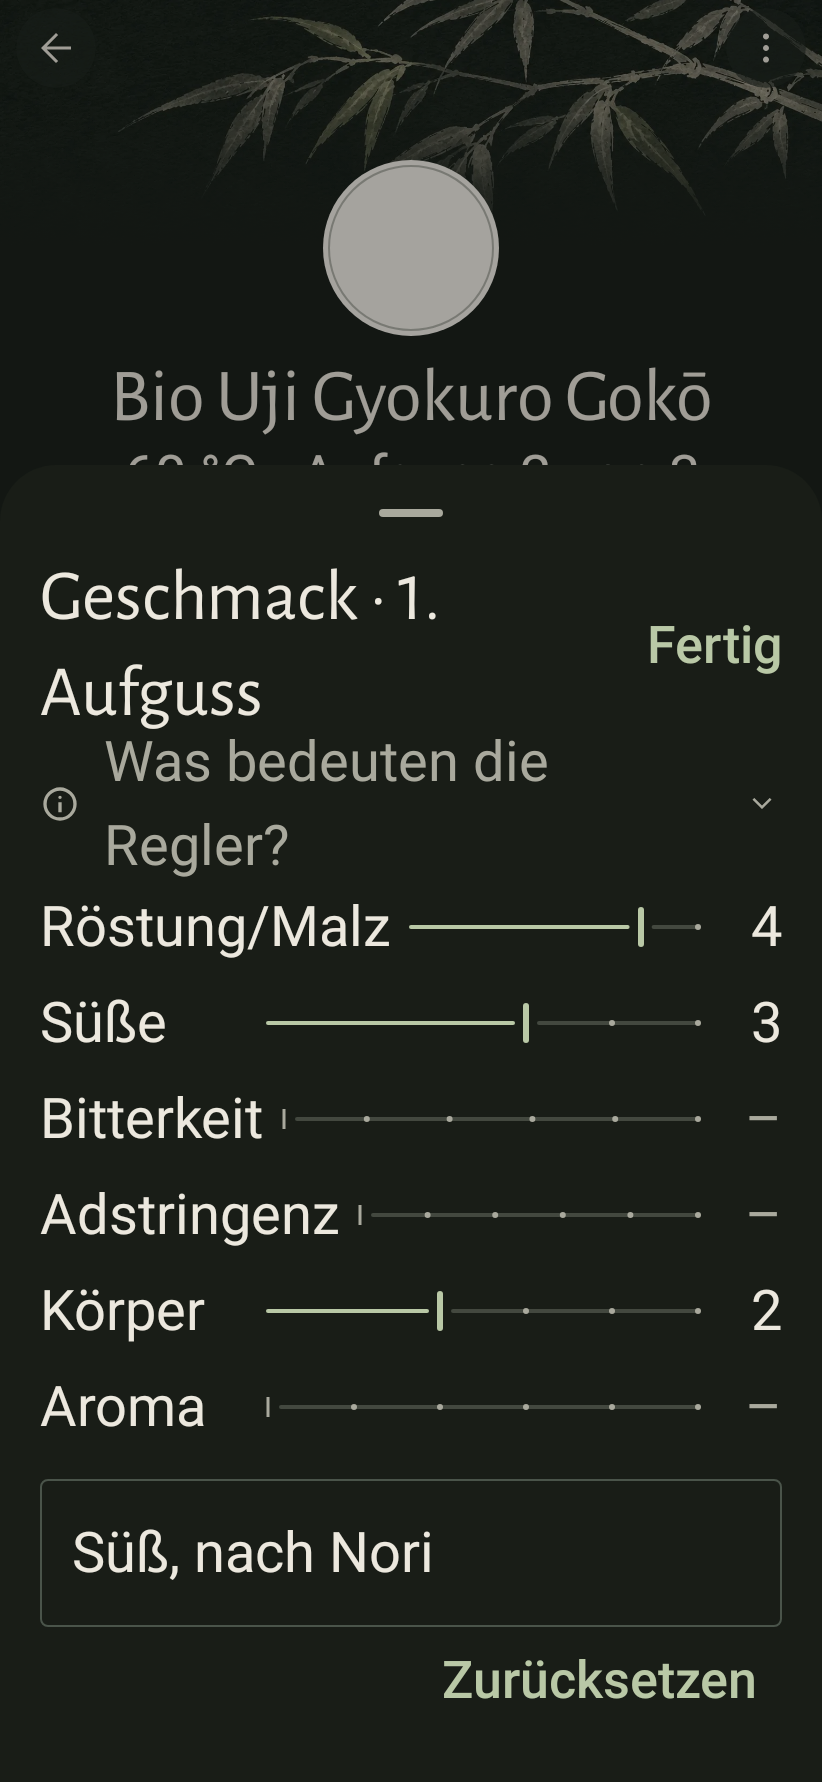 Bio Uji Gyokuro Gokō
Geschmack · 1.
Aufguss
Fertig
Was bedeuten die
Regler?
Röstung/Malz 4
Süße 3
Bitterkeit –
Adstringenz –
Körper 2
Aroma –
Süß, nach Nori
Zurücksetzen